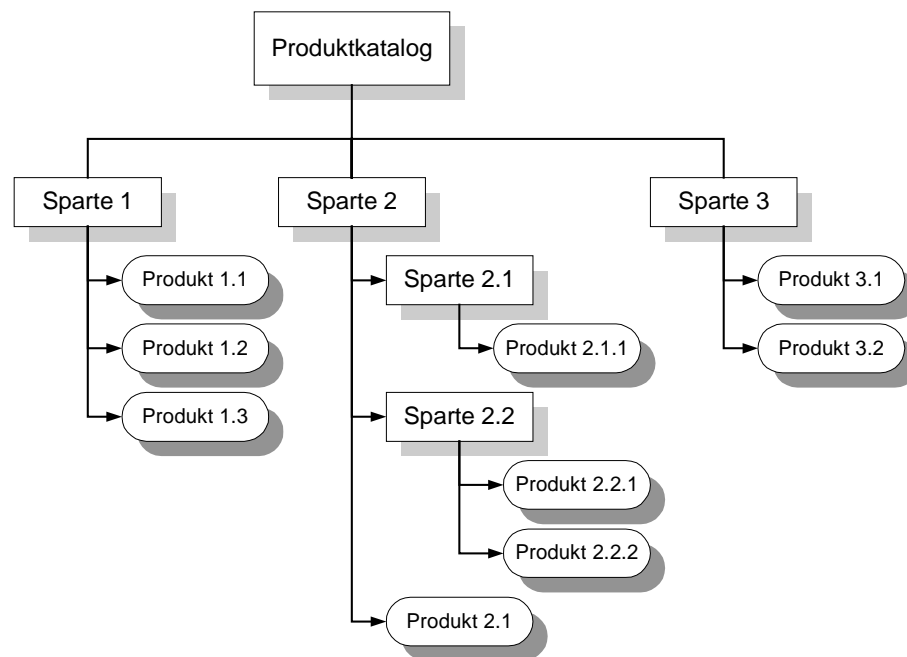 Produktkatalog
Sparte 1
Sparte 2
Sparte 3
Produkt 1.1
Sparte 2.1
Produkt 3.1
Produkt 1.2
Produkt 2.1.1
Produkt 3.2
Produkt 1.3
Sparte 2.2
Produkt 2.2.1
Produkt 2.2.2
Produkt 2.1